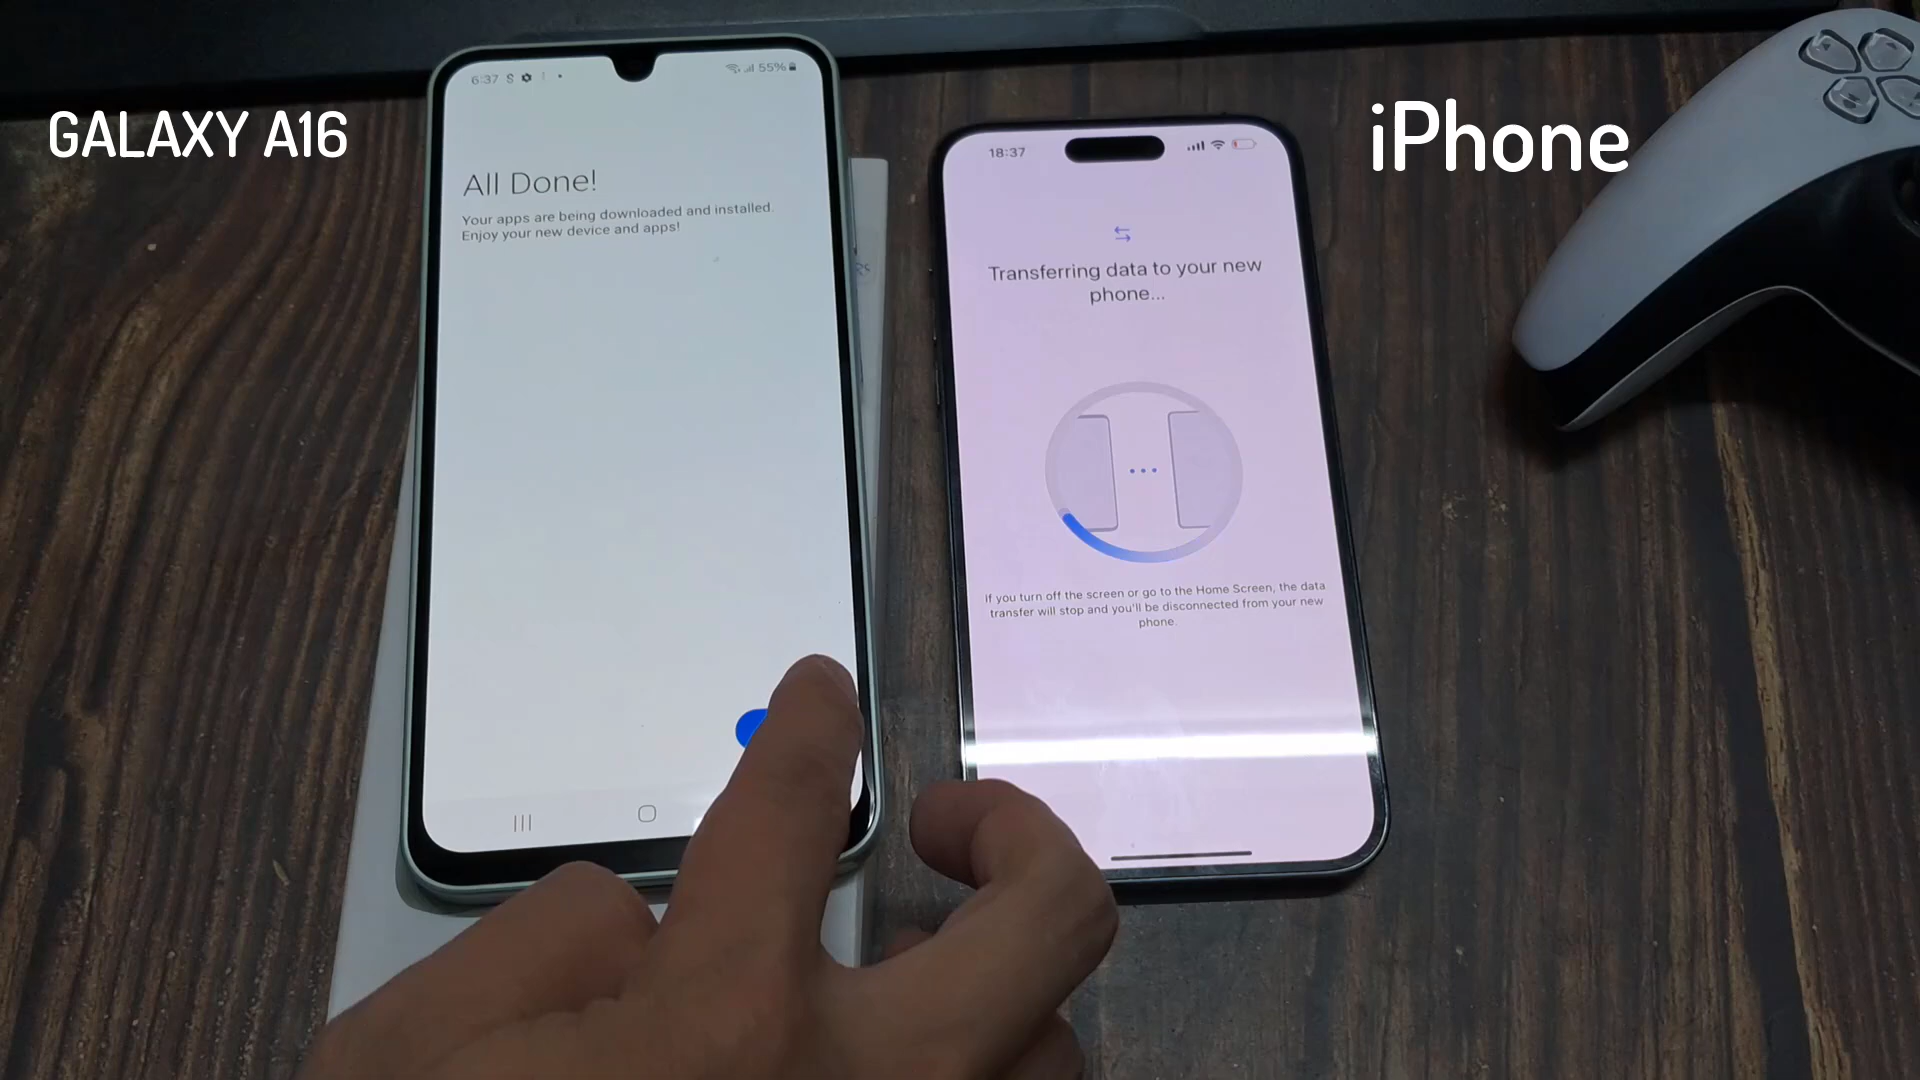 GALAXY A16
6:37
55%
All Done!
Your apps are being downloaded and installed.
Enjoy your new device and apps!
iPhone
18:37
Transferring data to your new
phone...
If you turn off the screen or go to the Home Screen, the data
transfer will stop and you'll be disconnected from your new
phone.